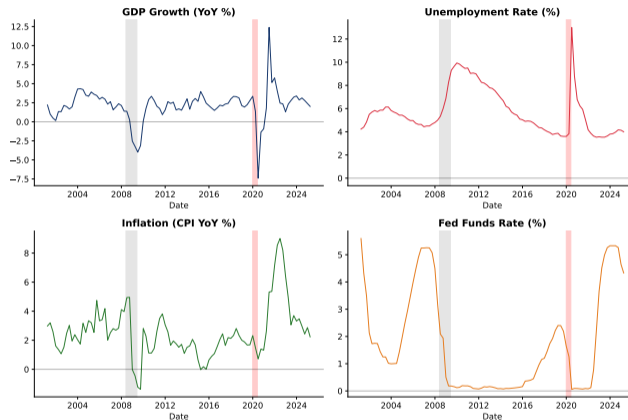 GDP Growth (YoY %)
12.5
10.0
7.5
5.0
2.5
0.0
−2.5
−5.0
−7.5
2004 2008 2012 2016 2020 2024
Date
Unemployment Rate (%)
12
10
8
6
4
2
0
2004 2008 2012 2016 2020 2024
Date
Inflation (CPI YoY %)
8
6
4
2
0
2004 2008 2012 2016 2020 2024
Date
Fed Funds Rate (%)
5
4
3
2
1
0
2004 2008 2012 2016 2020 2024
Date